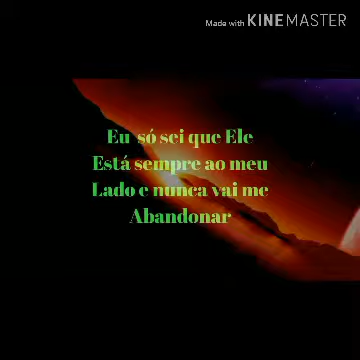 Made with KINEMASTER
Eu só sei que Ele
Está sempre ao meu
Lado e nunca vai me
Abandonar